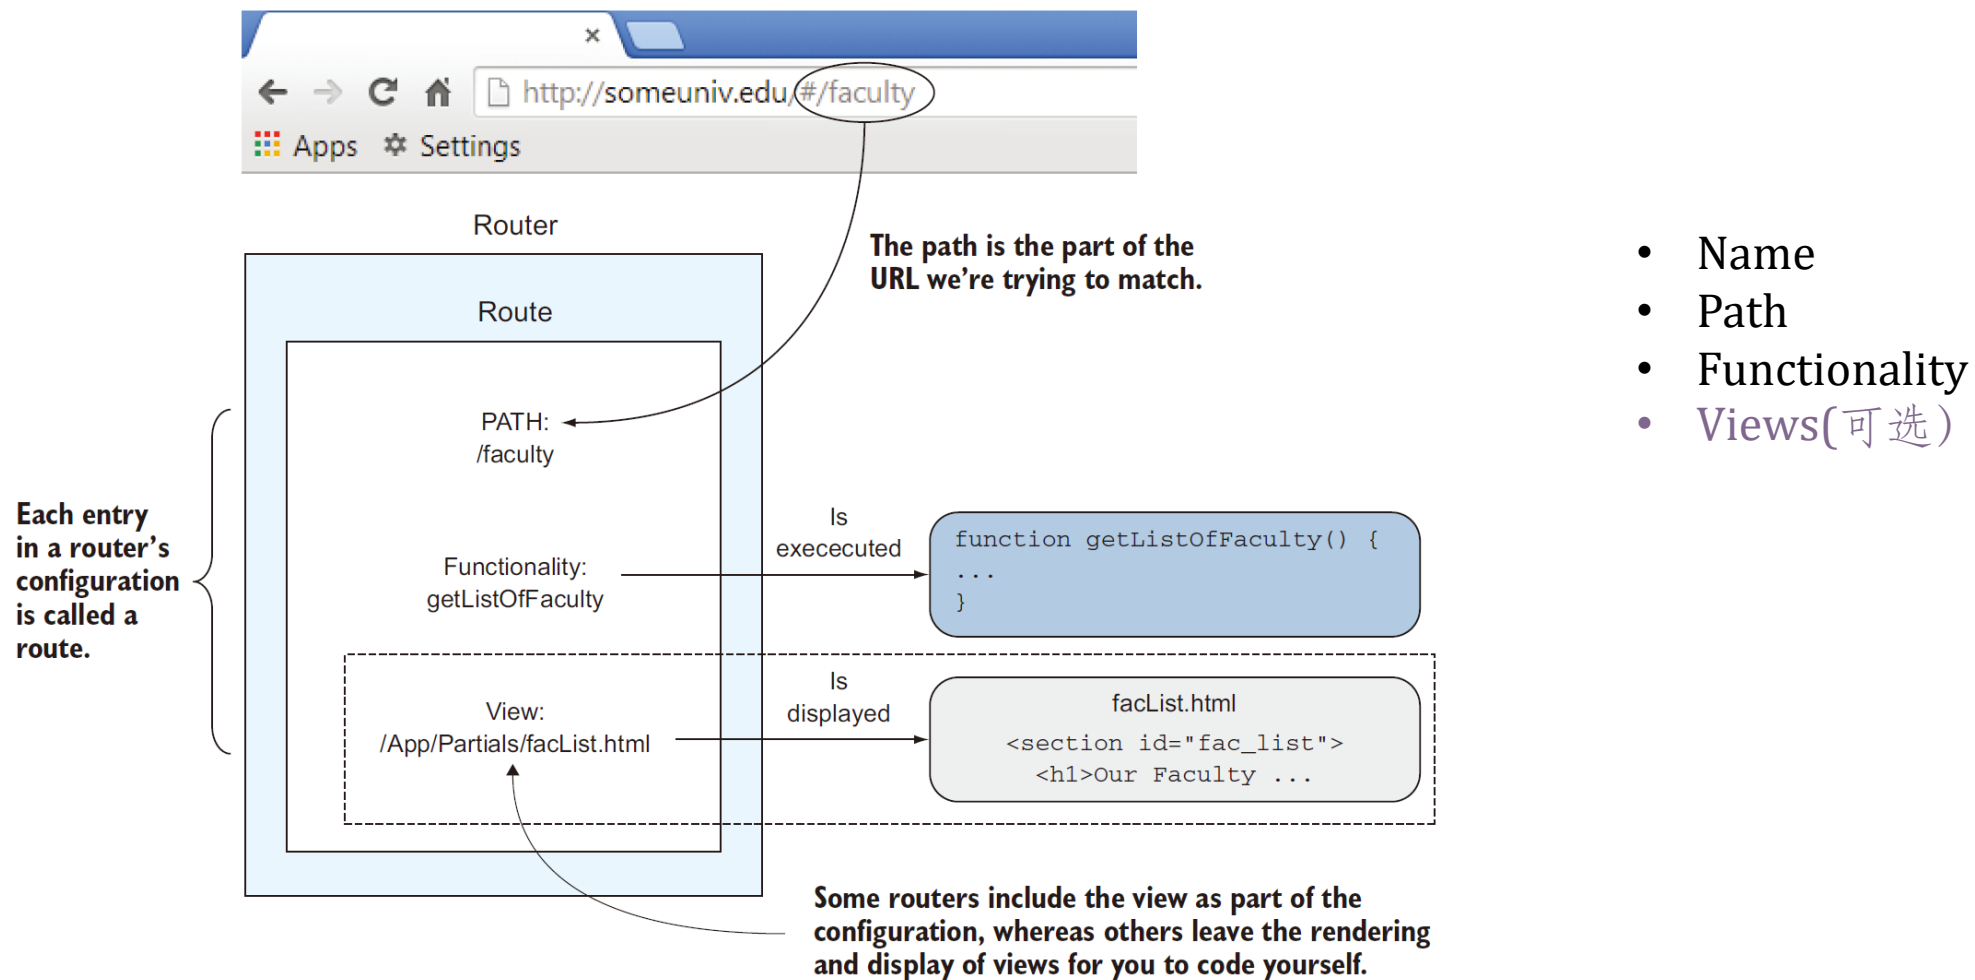 http://someuniv.edu/#/faculty
Apps
Settings
Router
The path is the part of the
URL we're trying to match.
Route
PATH:
/faculty
Each entry
in a router's
configuration
is called a
route.
Functionality:
getListOfFaculty
Is
exececuted
function getListOfFaculty() {
...
}
View:
/App/Partials/facList.html
Is
displayed
facList.html
<section id="fac_list">
<h1>Our Faculty ...
Some routers include the view as part of the
configuration, whereas others leave the rendering
and display of views for you to code yourself.
• Name
• Path
• Functionality
• Views(可选）